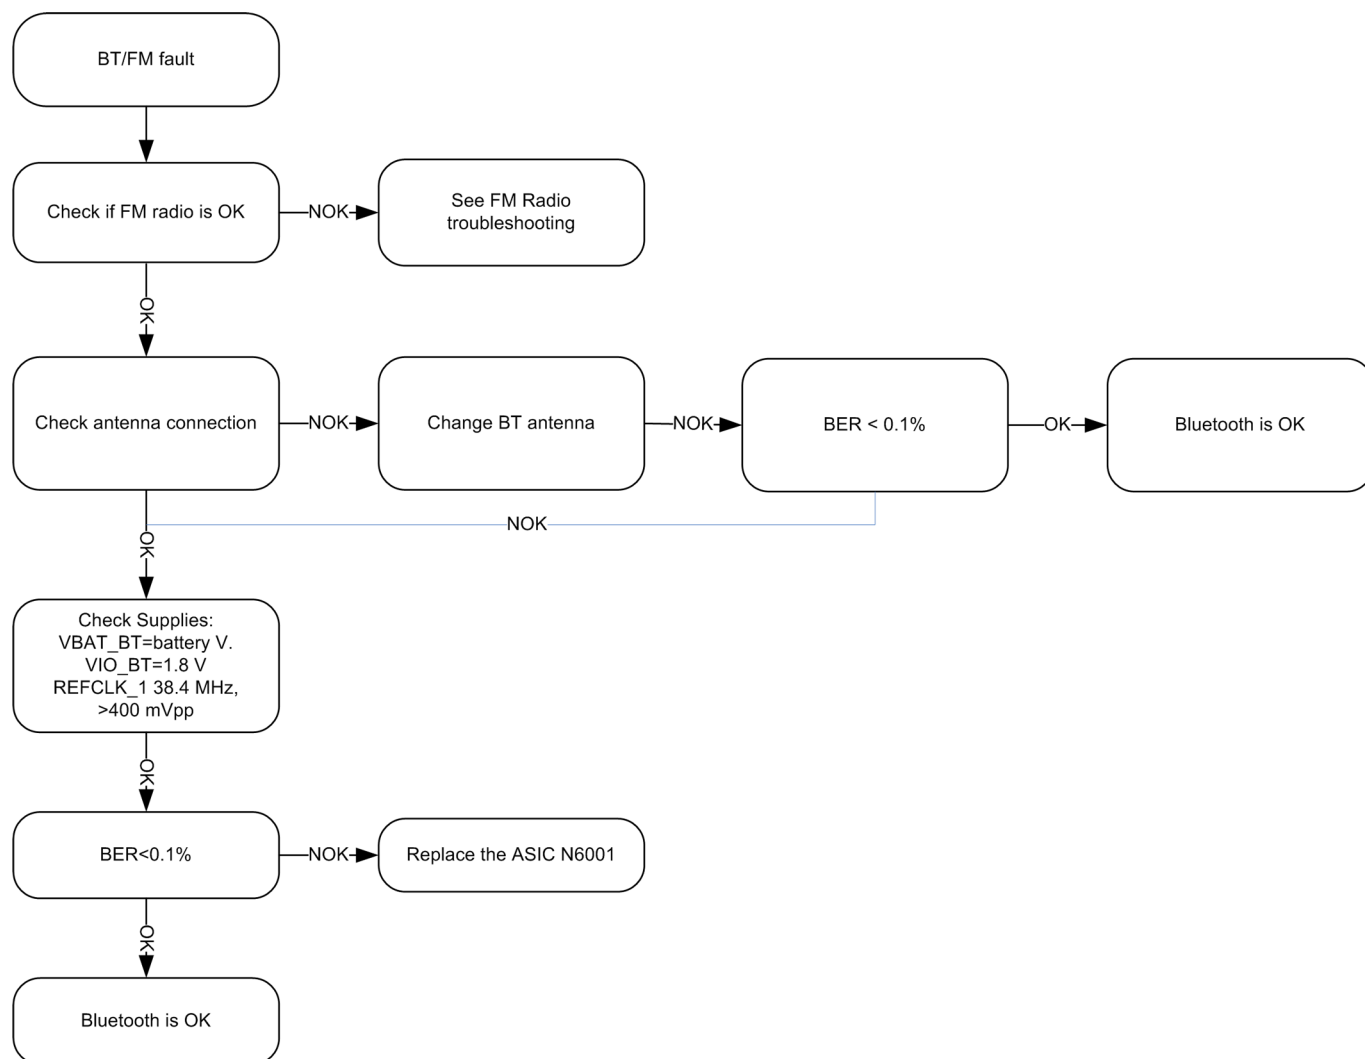 BT/FM fault
Check if FM radio is OK
NOK
See FM Radio
troubleshooting
OK
Check antenna connection
NOK
Change BT antenna
NOK
BER < 0.1%
OK
Bluetooth is OK
NOK
OK
Check Supplies:
VBAT_BT=battery V.
VIO_BT=1.8 V
REFCLK_1 38.4 MHz,
>400 mVpp
OK
BER<0.1%
NOK
Replace the ASIC N6001
OK
Bluetooth is OK